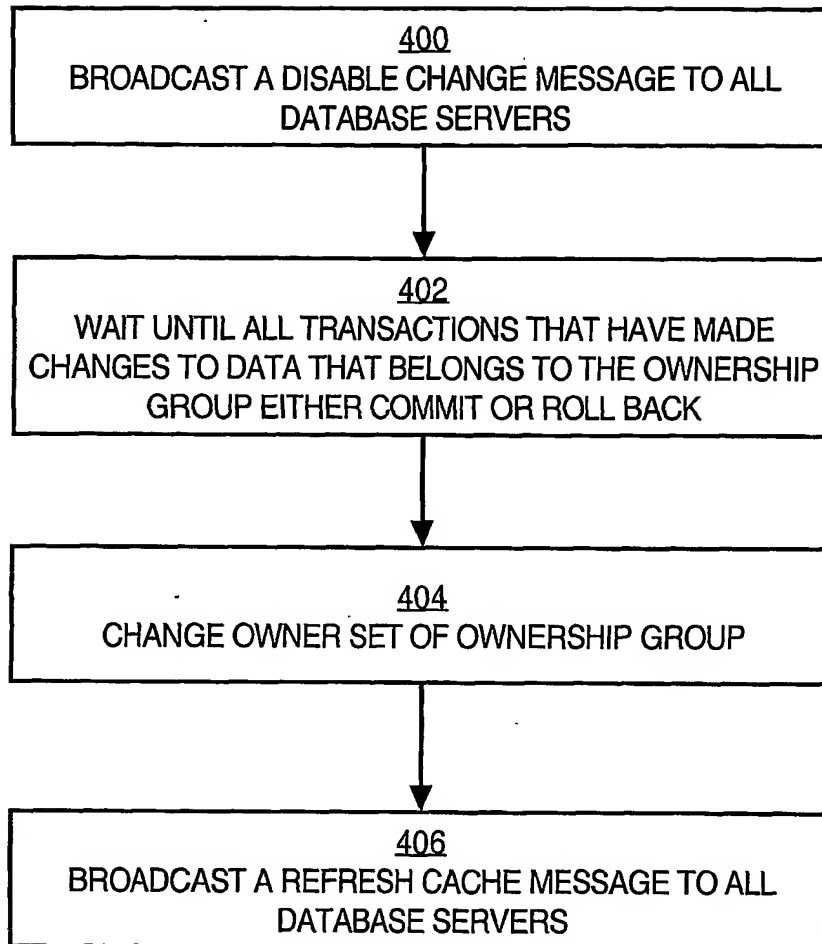 400
BROADCAST A DISABLE CHANGE MESSAGE TO ALL
DATABASE SERVERS
402
WAIT UNTIL ALL TRANSACTIONS THAT HAVE MADE
CHANGES TO DATA THAT BELONGS TO THE OWNERSHIP
GROUP EITHER COMMIT OR ROLL BACK
404
CHANGE OWNER SET OF OWNERSHIP GROUP
406
BROADCAST A REFRESH CACHE MESSAGE TO ALL
DATABASE SERVERS